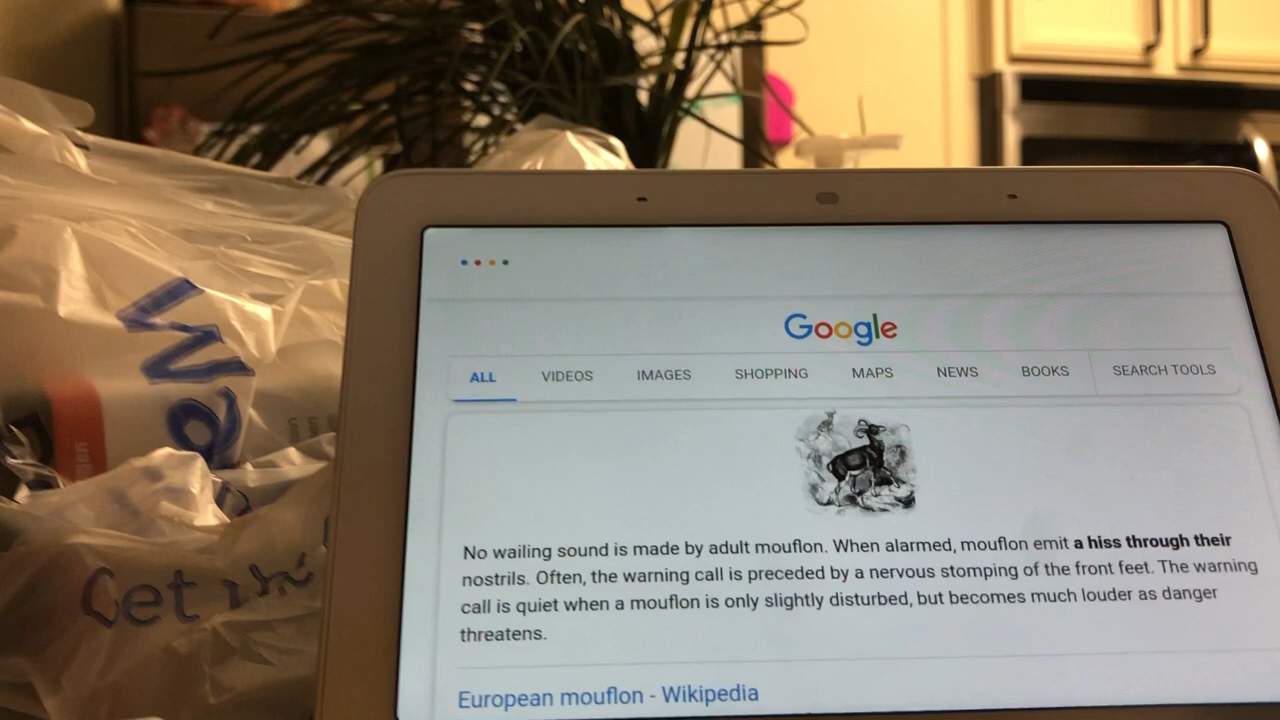 Google
ALL VIDEOS IMAGES SHOPPING MAPS NEWS BOOKS SEARCH TOOLS
No wailing sound is made by adult mouflon. When alarmed, mouflon emit a hiss through their
nostrils. Often, the warning call is preceded by a nervous stomping of the front feet. The warning
call is quiet when a mouflon is only slightly disturbed, but becomes much louder as danger
threatens.
European mouflon - Wikipedia
Get